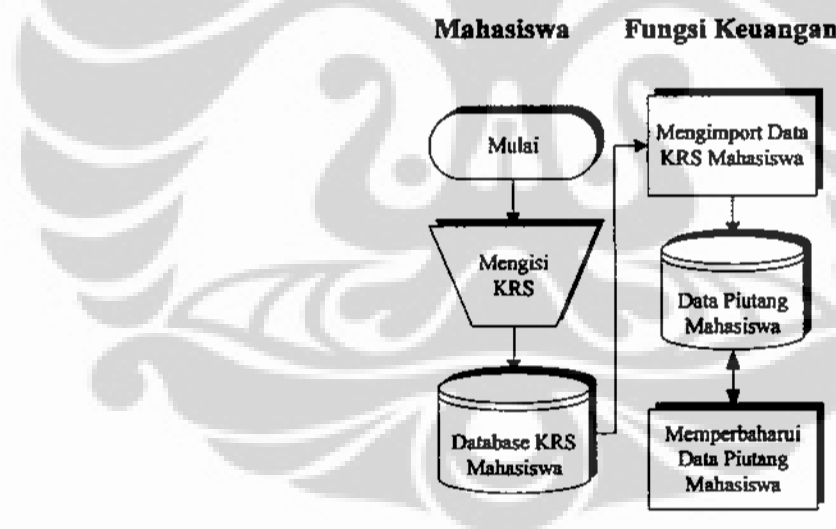 Mahasiswa
Fungsi Keuangan
Mulai
Mengisi
KRS
Database KRS
Mahasiswa
Mengimport Data
KRS Mahasiswa
Data Piutang
Mahasiswa
Memperbaharui
Data Piutang
Mahasiswa